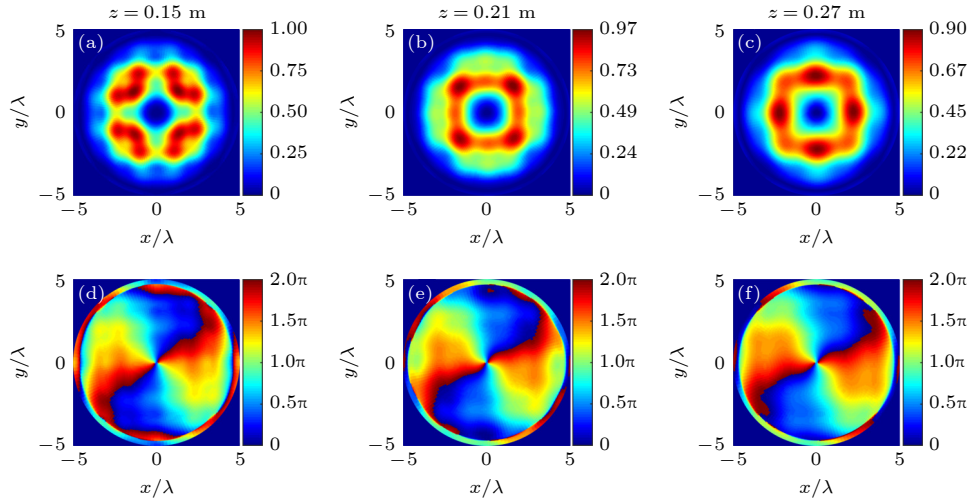 z = 0.15 m z = 0.21 m z = 0.27 m
5 (a) 1.00 5 (b) 0.97 5 (c) 0.90
0.75 0.73 0.67
y/λ 0 0.50 y/λ 0 0.49 y/λ 0 0.45
0.25 0.24 0.22
−5 0 −5 0 −5 0
−5 0 5 −5 0 5 −5 0 5
x/λ x/λ x/λ
5 (d) 2.0π 5 (e) 2.0π 5 (f) 2.0π
1.5π 1.5π 1.5π
y/λ 0 1.0π y/λ 0 1.0π y/λ 0 1.0π
0.5π 0.5π 0.5π
−5 0 −5 0 −5 0
−5 0 5 −5 0 5 −5 0 5
x/λ x/λ x/λ